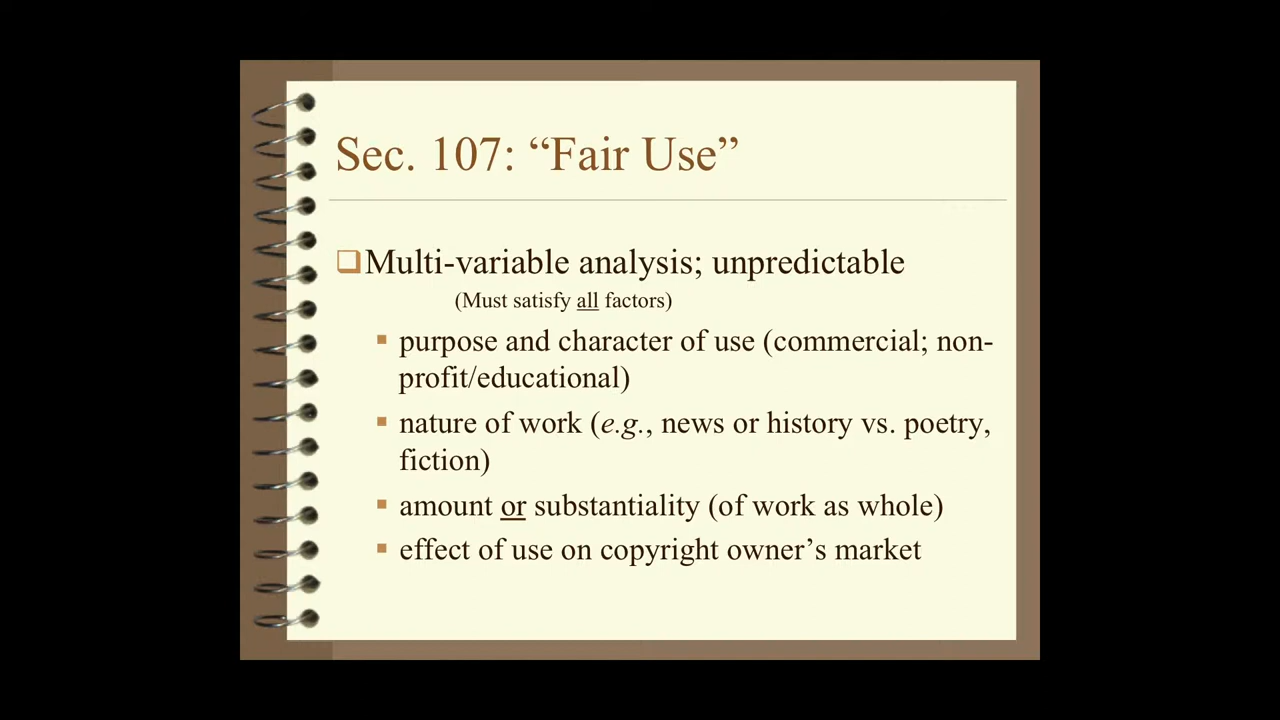 Sec. 107: “Fair Use”
Multi-variable analysis; unpredictable
(Must satisfy all factors)
purpose and character of use (commercial; non-
profit/educational)
nature of work (e.g., news or history vs. poetry,
fiction)
amount or substantiality (of work as whole)
effect of use on copyright owner’s market